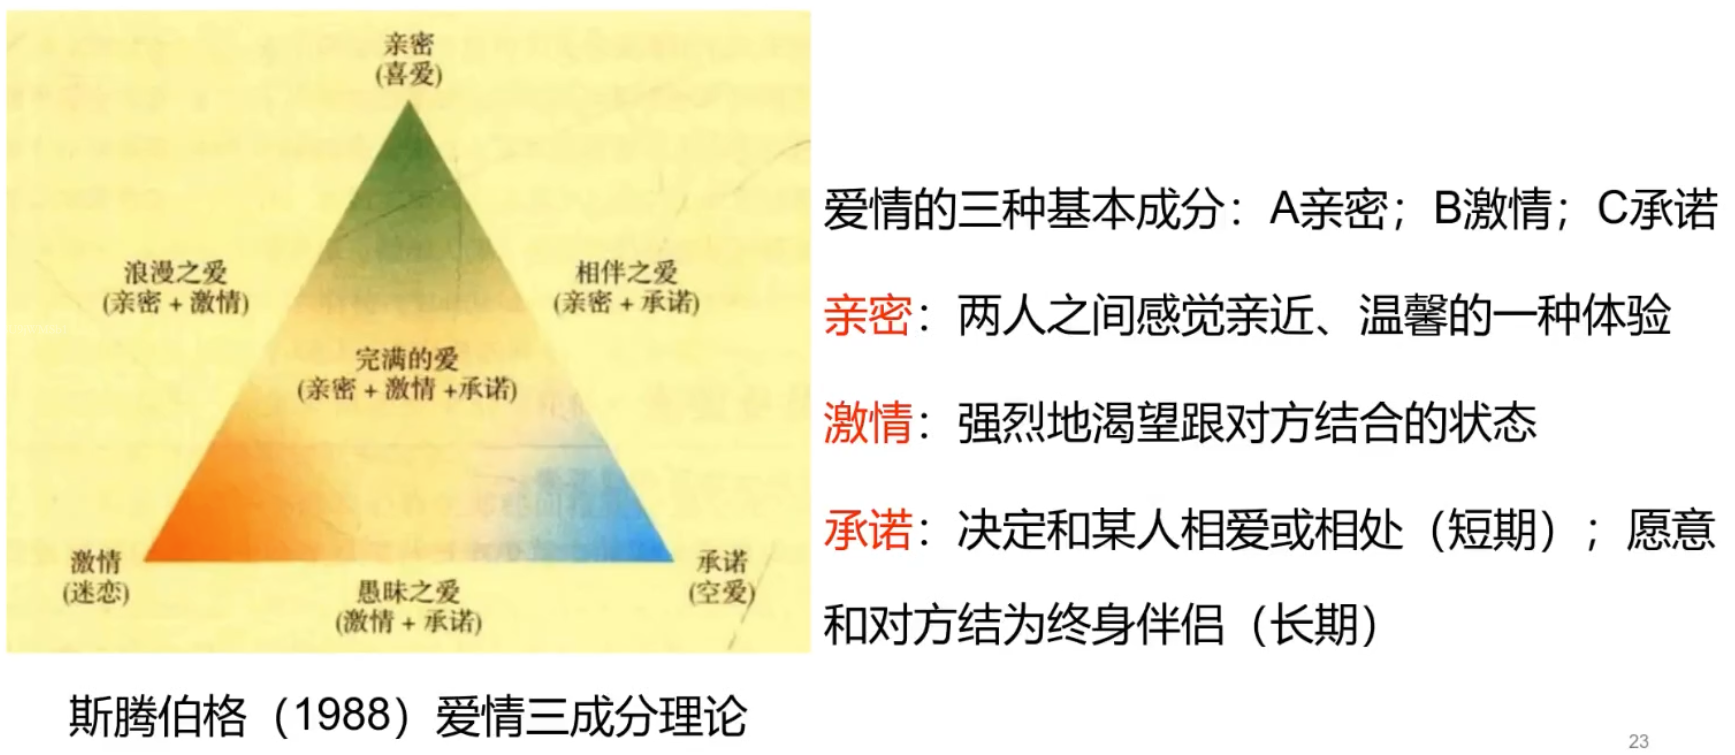 亲密
(喜爱)
浪漫之爱
(亲密 + 激情)
相伴之爱
(亲密 + 承诺)
完满的爱
(亲密 + 激情 +承诺)
激情
(迷恋)
承诺
(空爱)
愚昧之爱
(激情 + 承诺)
斯腾伯格（1988）爱情三成分理论
爱情的三种基本成分：A亲密；B激情；C承诺
亲密：两人之间感觉亲近、温馨的一种体验
激情：强烈地渴望跟对方结合的状态
承诺：决定和某人相爱或相处（短期）；愿意
和对方结为终身伴侣（长期）
23